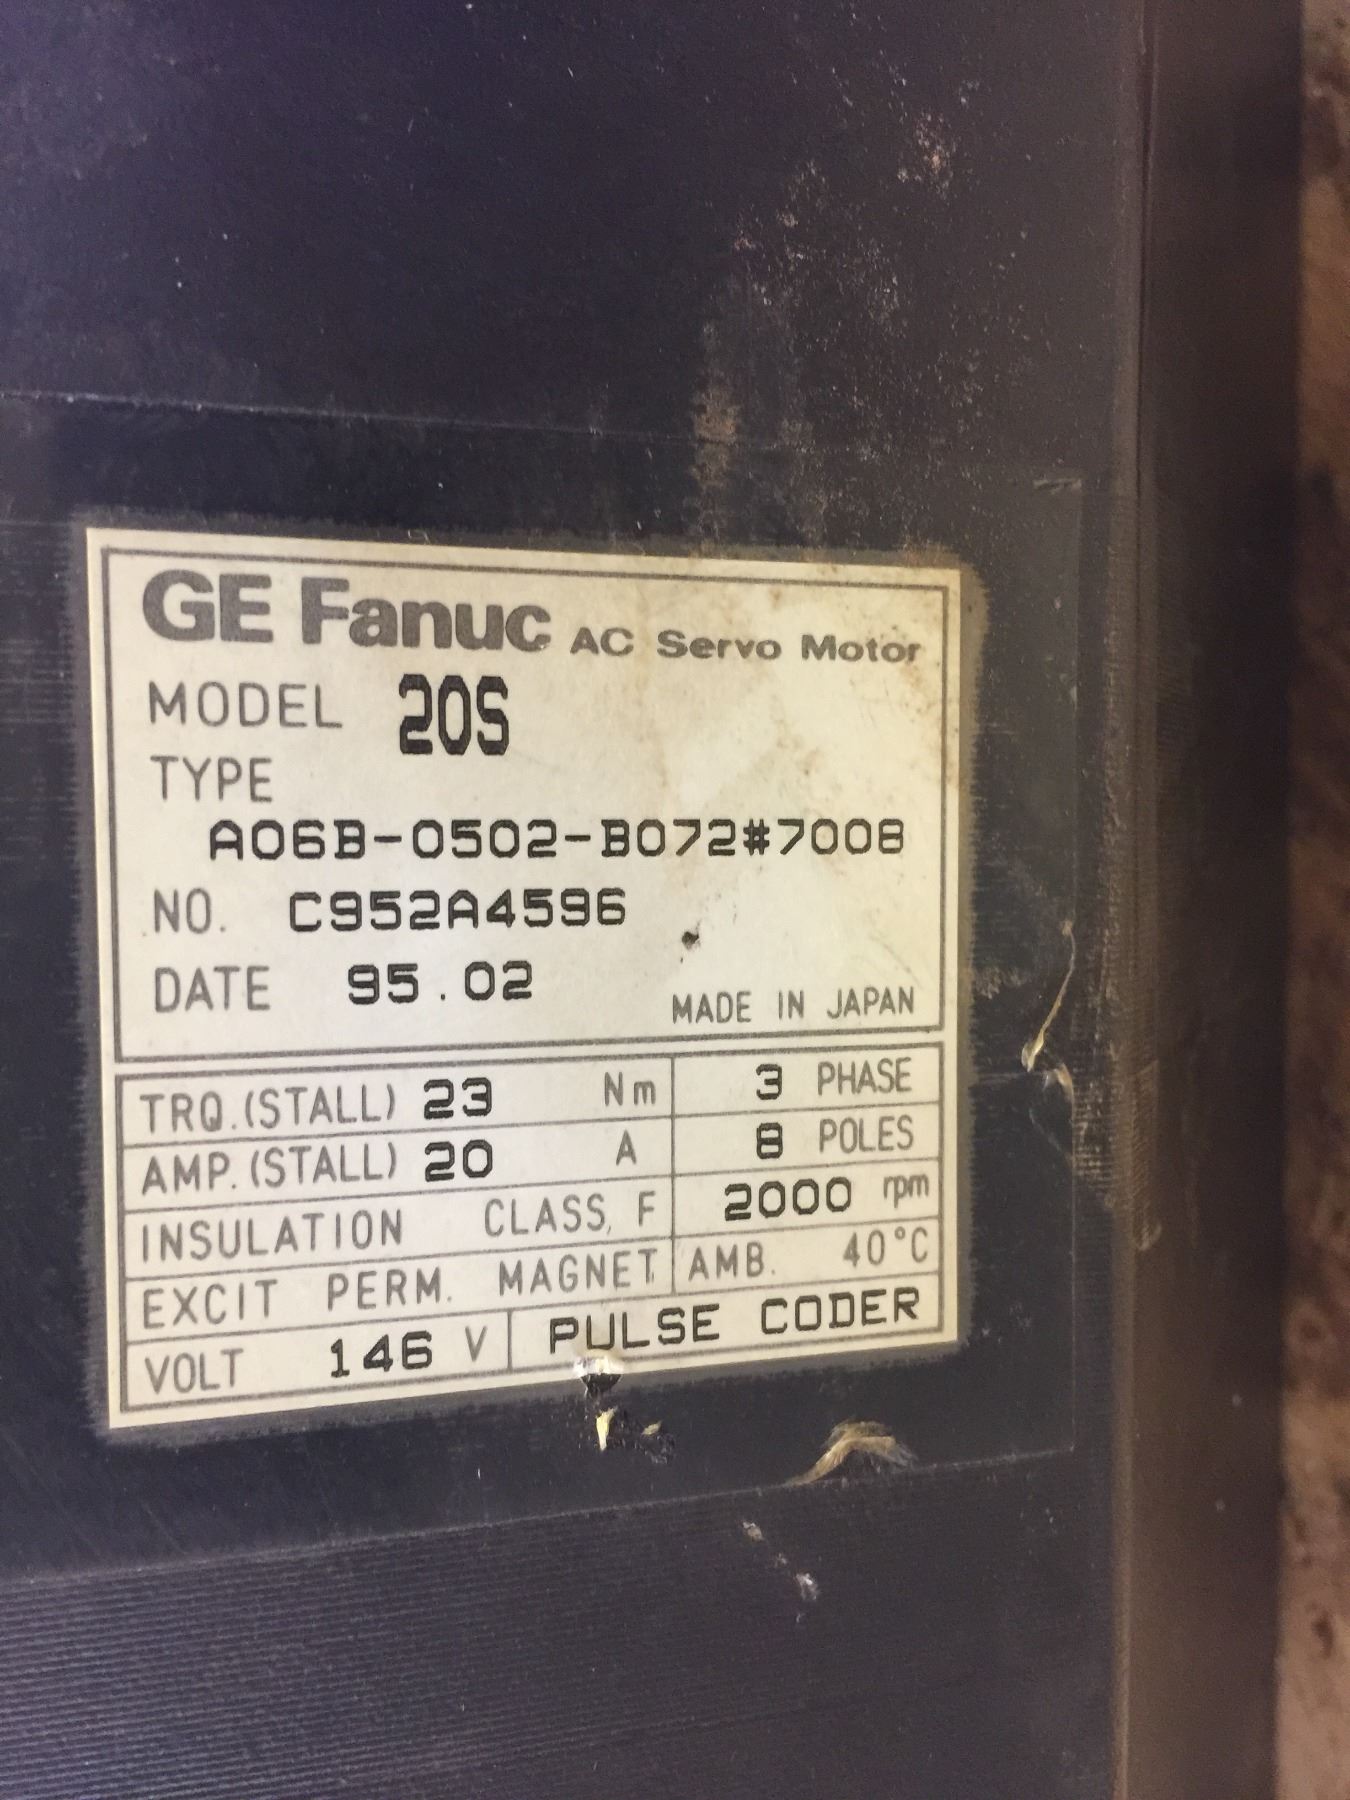 GE Fanuc AC Servo Motor
MODEL 20S
TYPE
A06B-0502-B072#7008
NO. C952A4596
DATE 95.02
MADE IN JAPAN
TRQ.(STALL) 23 Nm 3 PHASE
AMP.(STALL) 20 A 8 POLES
INSULATION CLASS, F 2000 rpm
EXCIT PERM. MAGNET AMB. 40°C
VOLT 146 V PULSE CODER